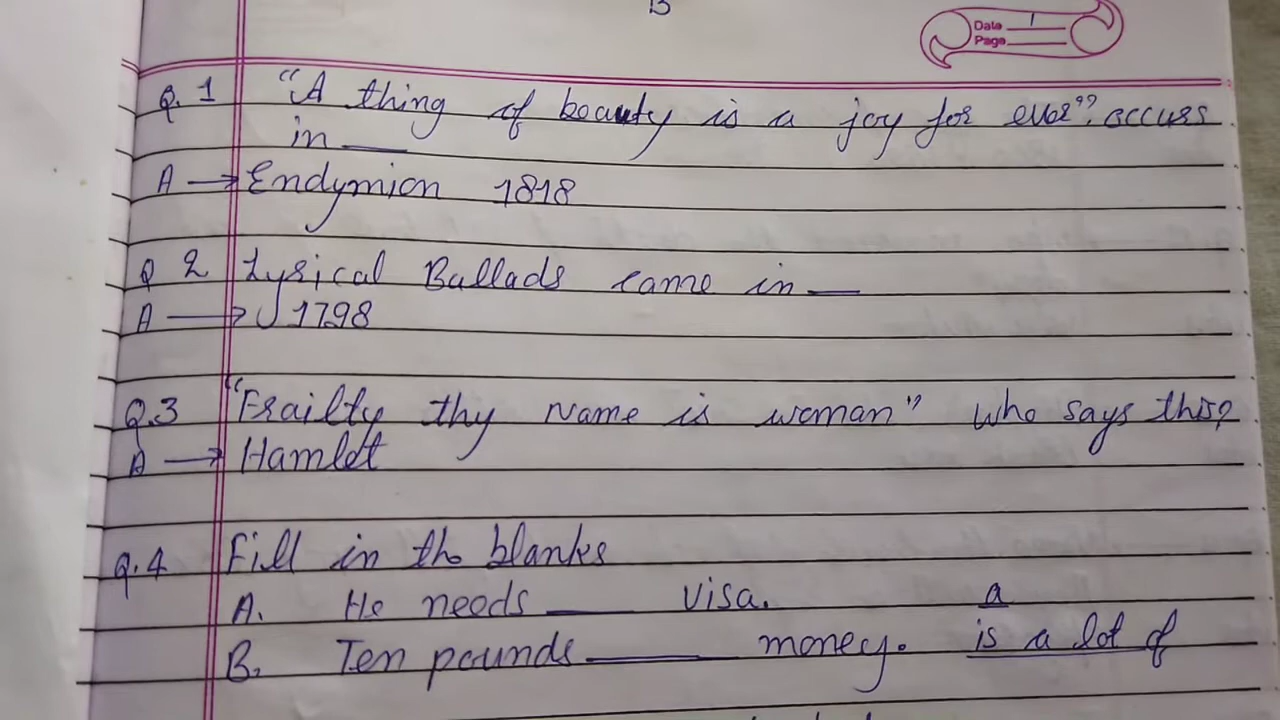 B
Date
Page
Q.1 "A thing of beauty is a joy for ever". occurs
in ___
A → Endymion 1818
Q 2 Lyrical Ballads came in ___
A → 1798
Q.3 "Frailty thy Name is woman" who says this?
A → Hamlet
Q.4 Fill in the blanks
A. He needs ___ visa. a
B. Ten pounds ___ money. is a lot of